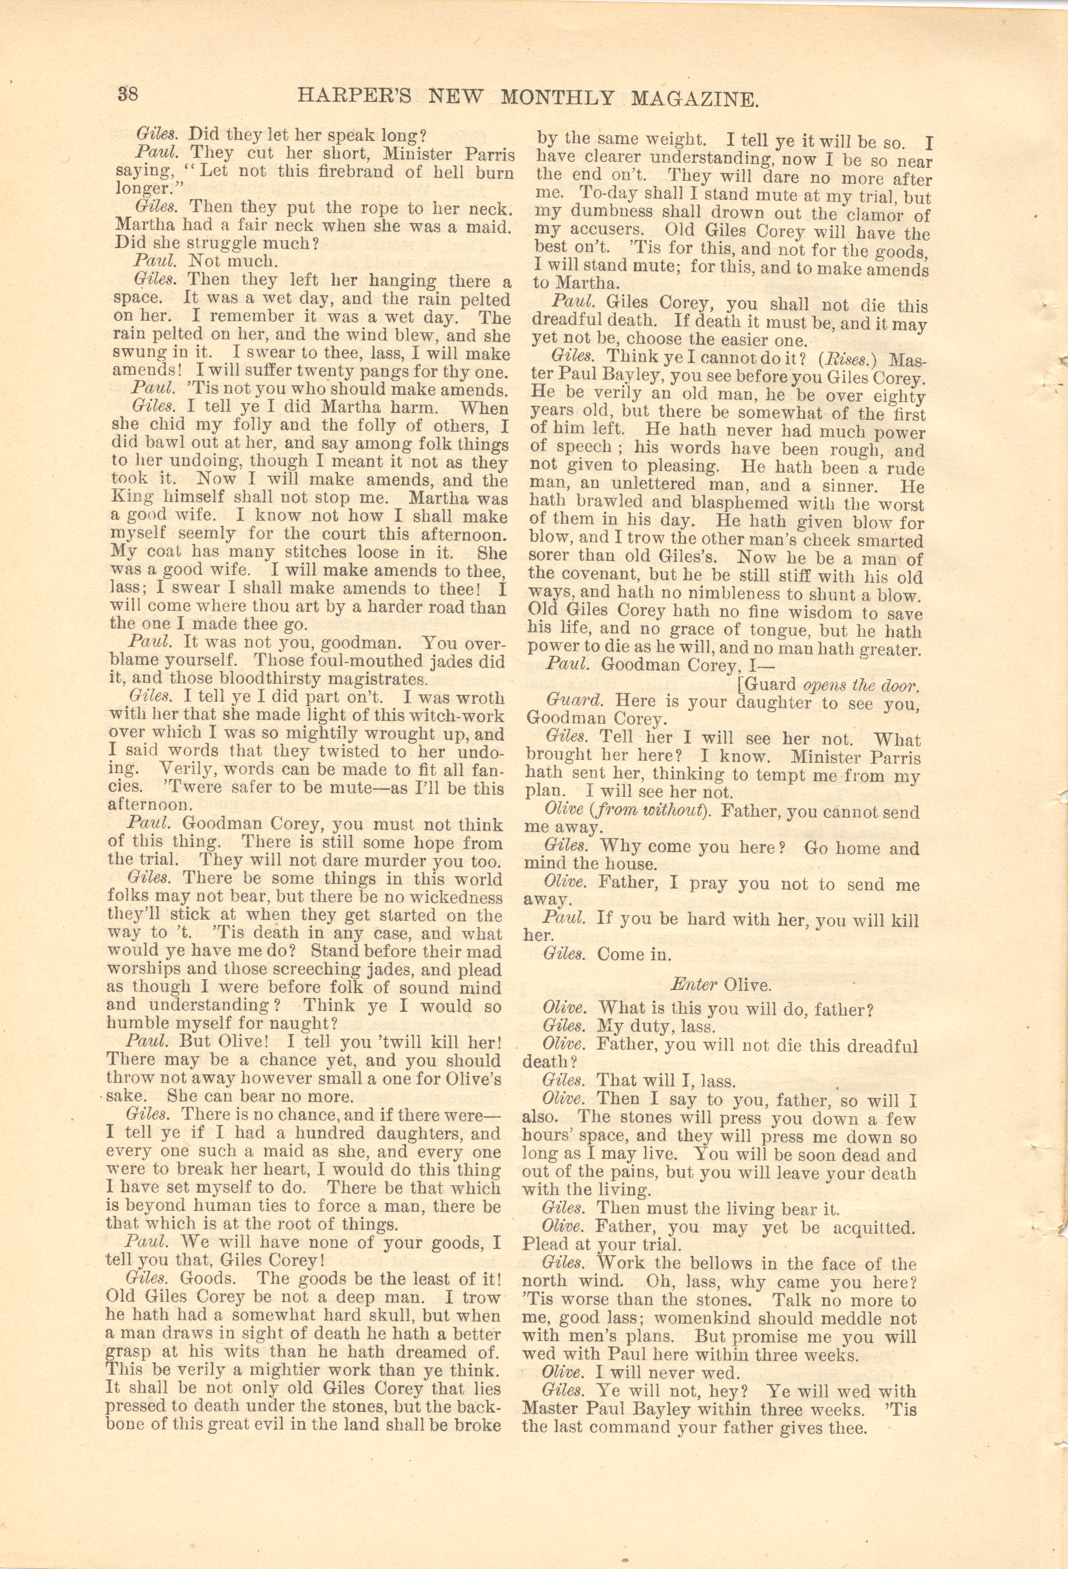 38
HARPER'S NEW MONTHLY MAGAZINE.
Giles. Did they let her speak long?
Paul. They cut her short, Minister Parris
saying, “Let not this firebrand of hell burn
longer.”
Giles. Then they put the rope to her neck.
Martha had a fair neck when she was a maid.
Did she struggle much?
Paul. Not much.
Giles. Then they left her hanging there a
space. It was a wet day, and the rain pelted
on her. I remember it was a wet day. The
rain pelted on her, and the wind blew, and she
swung in it. I swear to thee, lass, I will make
amends! I will suffer twenty pangs for thy one.
Paul. 'Tis not you who should make amends.
Giles. I tell ye I did Martha harm. When
she chid my folly and the folly of others, I
did bawl out at her, and say among folk things
to her undoing, though I meant it not as they
took it. Now I will make amends, and the
King himself shall not stop me. Martha was
a good wife. I know not how I shall make
myself seemly for the court this afternoon.
My coat has many stitches loose in it. She
was a good wife. I will make amends to thee,
lass; I swear I shall make amends to thee! I
will come where thou art by a harder road than
the one I made thee go.
Paul. It was not you, goodman. You over-
blame yourself. Those foul-mouthed jades did
it, and those bloodthirsty magistrates.
Giles. I tell ye I did part on't. I was wroth
with her that she made light of this witch-work
over which I was so mightily wrought up, and
I said words that they twisted to her undo-
ing. Verily, words can be made to fit all fan-
cies. 'Twere safer to be mute—as I'll be this
afternoon.
Paul. Goodman Corey, you must not think
of this thing. There is still some hope from
the trial. They will not dare murder you too.
Giles. There be some things in this world
folks may not bear, but there be no wickedness
they'll stick at when they get started on the
way to 't. 'Tis death in any case, and what
would ye have me do? Stand before their mad
worships and those screeching jades, and plead
as though I were before folk of sound mind
and understanding? Think ye I would so
humble myself for naught?
Paul. But Olive! I tell you 'twill kill her!
There may be a chance yet, and you should
throw not away however small a one for Olive's
sake. She can bear no more.
Giles. There is no chance, and if there were—
I tell ye if I had a hundred daughters, and
every one such a maid as she, and every one
were to break her heart, I would do this thing
I have set myself to do. There be that which
is beyond human ties to force a man, there be
that which is at the root of things.
Paul. We will have none of your goods, I
tell you that, Giles Corey!
Giles. Goods. The goods be the least of it!
Old Giles Corey be not a deep man. I trow
he hath had a somewhat hard skull, but when
a man draws in sight of death he hath a better
grasp at his wits than he hath dreamed of.
This be verily a mightier work than ye think.
It shall be not only old Giles Corey that lies
pressed to death under the stones, but the back-
bone of this great evil in the land shall be broke
by the same weight. I tell ye it will be so. I
have clearer understanding, now I be so near
the end on't. They will dare no more after
me. To-day shall I stand mute at my trial, but
my dumbness shall drown out the clamor of
my accusers. Old Giles Corey will have the
best on't. 'Tis for this, and not for the goods,
I will stand mute; for this, and to make amends
to Martha.
Paul. Giles Corey, you shall not die this
dreadful death. If death it must be, and it may
yet not be, choose the easier one.
Giles. Think ye I cannot do it? (Rises.) Mas-
ter Paul Bayley, you see before you Giles Corey.
He be verily an old man, he be over eighty
years old, but there be somewhat of the first
of him left. He hath never had much power
of speech; his words have been rough, and
not given to pleasing. He hath been a rude
man, an unlettered man, and a sinner. He
hath brawled and blasphemed with the worst
of them in his day. He hath given blow for
blow, and I trow the other man's cheek smarted
sorer than old Giles's. Now he be a man of
the covenant, but he be still stiff with his old
ways, and hath no nimbleness to shunt a blow.
Old Giles Corey hath no fine wisdom to save
his life, and no grace of tongue, but he hath
power to die as he will, and no man hath greater.
Paul. Goodman Corey, I—
[Guard opens the door.
Guard. Here is your daughter to see you,
Goodman Corey.
Giles. Tell her I will see her not. What
brought her here? I know. Minister Parris
hath sent her, thinking to tempt me from my
plan. I will see her not.
Olive (from without). Father, you cannot send
me away.
Giles. Why come you here? Go home and
mind the house.
Olive. Father, I pray you not to send me
away.
Paul. If you be hard with her, you will kill
her.
Giles. Come in.
Enter Olive.
Olive. What is this you will do, father?
Giles. My duty, lass.
Olive. Father, you will not die this dreadful
death?
Giles. That will I, lass.
Olive. Then I say to you, father, so will I
also. The stones will press you down a few
hours' space, and they will press me down so
long as I may live. You will be soon dead and
out of the pains, but you will leave your death
with the living.
Giles. Then must the living bear it.
Olive. Father, you may yet be acquitted.
Plead at your trial.
Giles. Work the bellows in the face of the
north wind. Oh, lass, why came you here?
'Tis worse than the stones. Talk no more to
me, good lass; womenkind should meddle not
with men's plans. But promise me you will
wed with Paul here within three weeks.
Olive. I will never wed.
Giles. Ye will not, hey? Ye will wed with
Master Paul Bayley within three weeks. 'Tis
the last command your father gives thee.